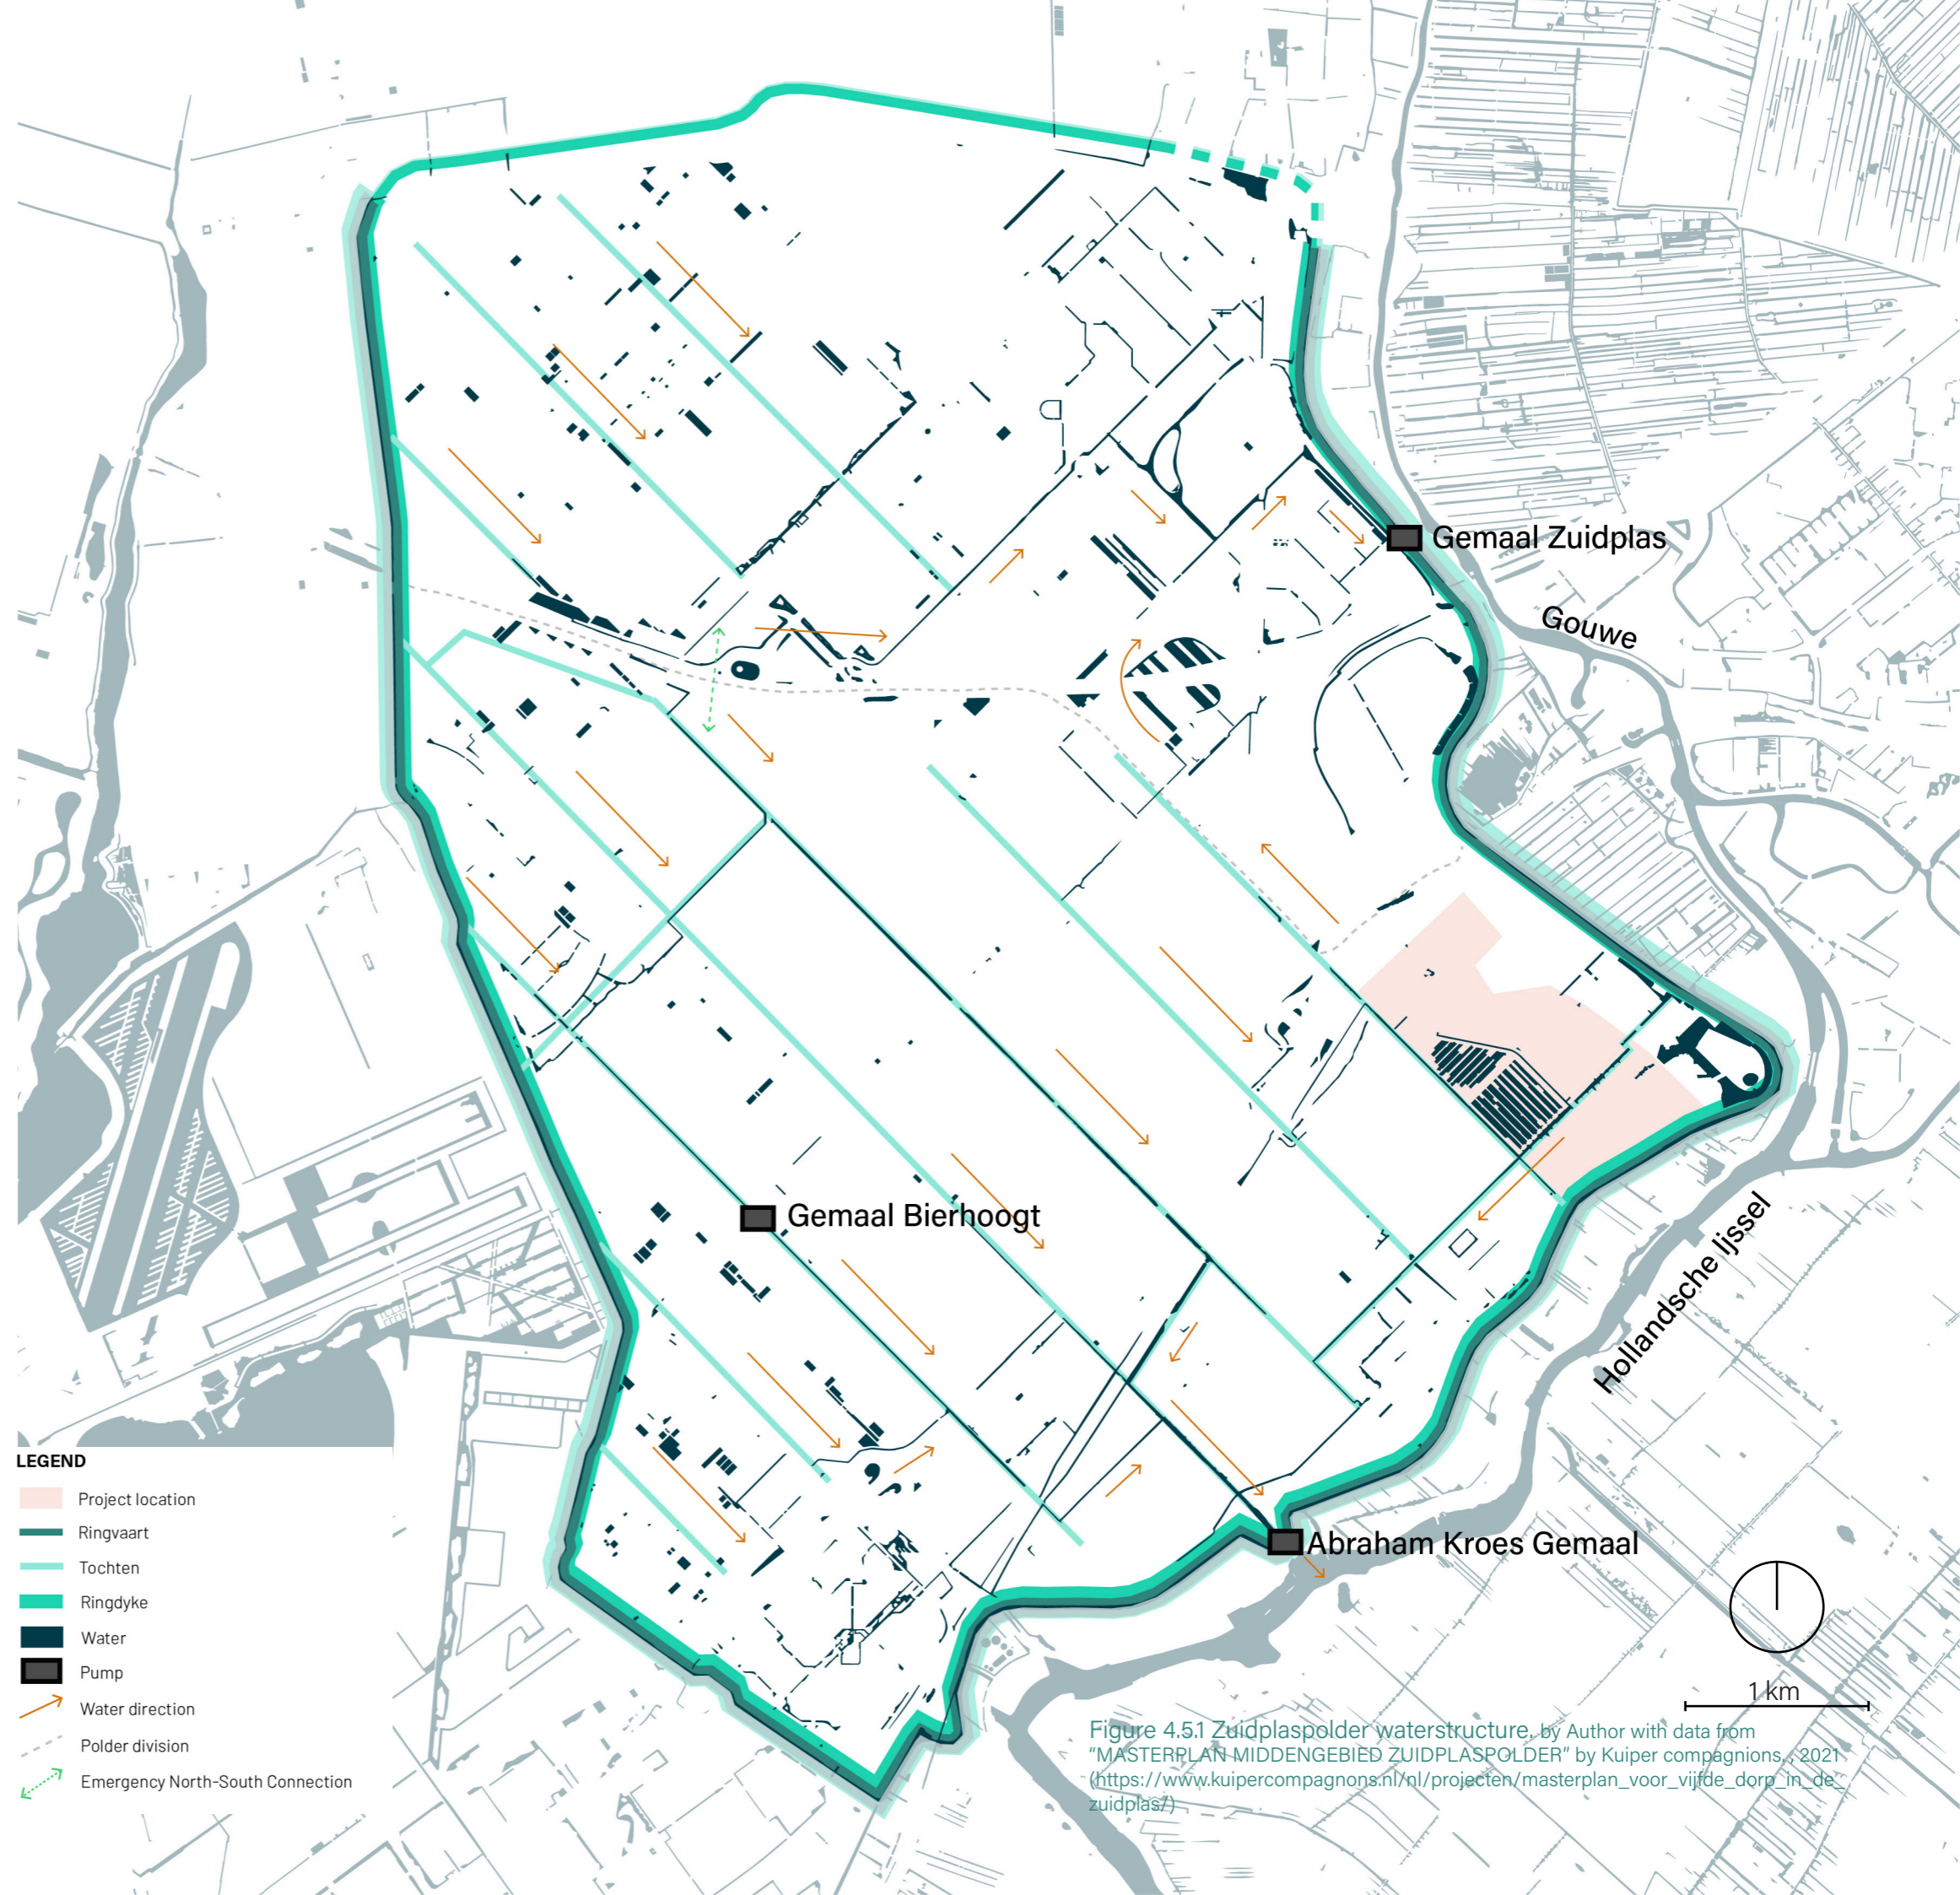 Gemaal Zuidplas
Gouwe
Gemaal Bierhoogt
Hollandsche Ijssel
Abraham Kroes Gemaal
LEGEND
Project location
Ringvaart
Tochten
Ringdyke
Water
Pump
Water direction
Polder division
Emergency North-South Connection
1 km
Figure 4.5.1 Zuidplaspolder waterstructure. by Author with data from
"MASTERPLAN MIDDENGEBIED ZUIDPLASPOLDER" by Kuiper compagnions, 2021
(https://www.kuipercompagnons.nl/nl/projecten/masterplan_voor_vijfde_dorp_in_de_
zuidplas/)